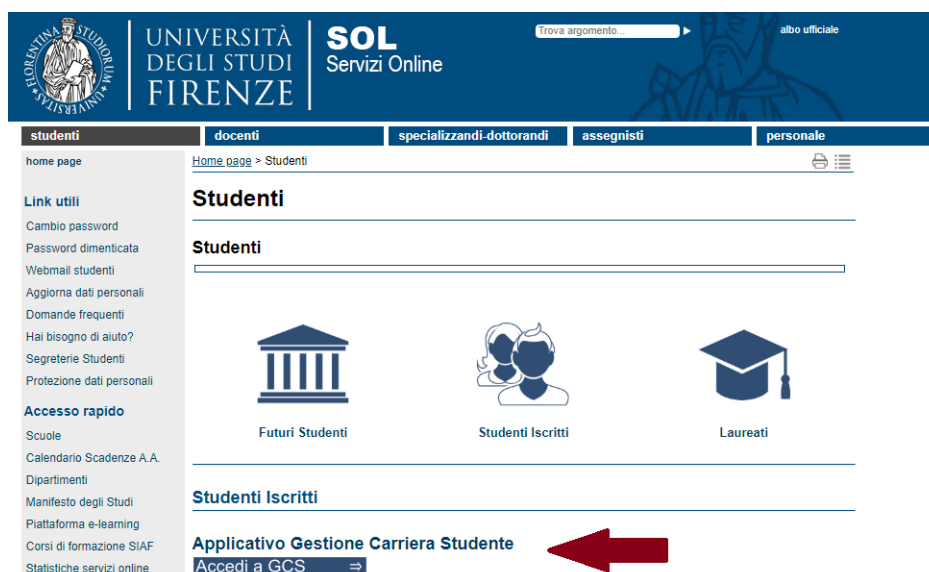 FLORENTINA STUDIORUM
VNIVERSITAS
UNIVERSITÀ
DEGLI STUDI
FIRENZE
SOL
Servizi Online
Trova argomento...
albo ufficiale
studenti
docenti
specializzandi-dottorandi
assegnisti
personale
home page
Home page > Studenti
Link utili
Cambio password
Password dimenticata
Webmail studenti
Aggiorna dati personali
Domande frequenti
Hai bisogno di aiuto?
Segreterie Studenti
Protezione dati personali
Accesso rapido
Scuole
Calendario Scadenze A.A.
Dipartimenti
Manifesto degli Studi
Piattaforma e-learning
Corsi di formazione SIAF
Statistiche servizi online
Studenti
Studenti
Futuri Studenti
Studenti Iscritti
Laureati
Studenti Iscritti
Applicativo Gestione Carriera Studente
Accedi a GCS ⇒